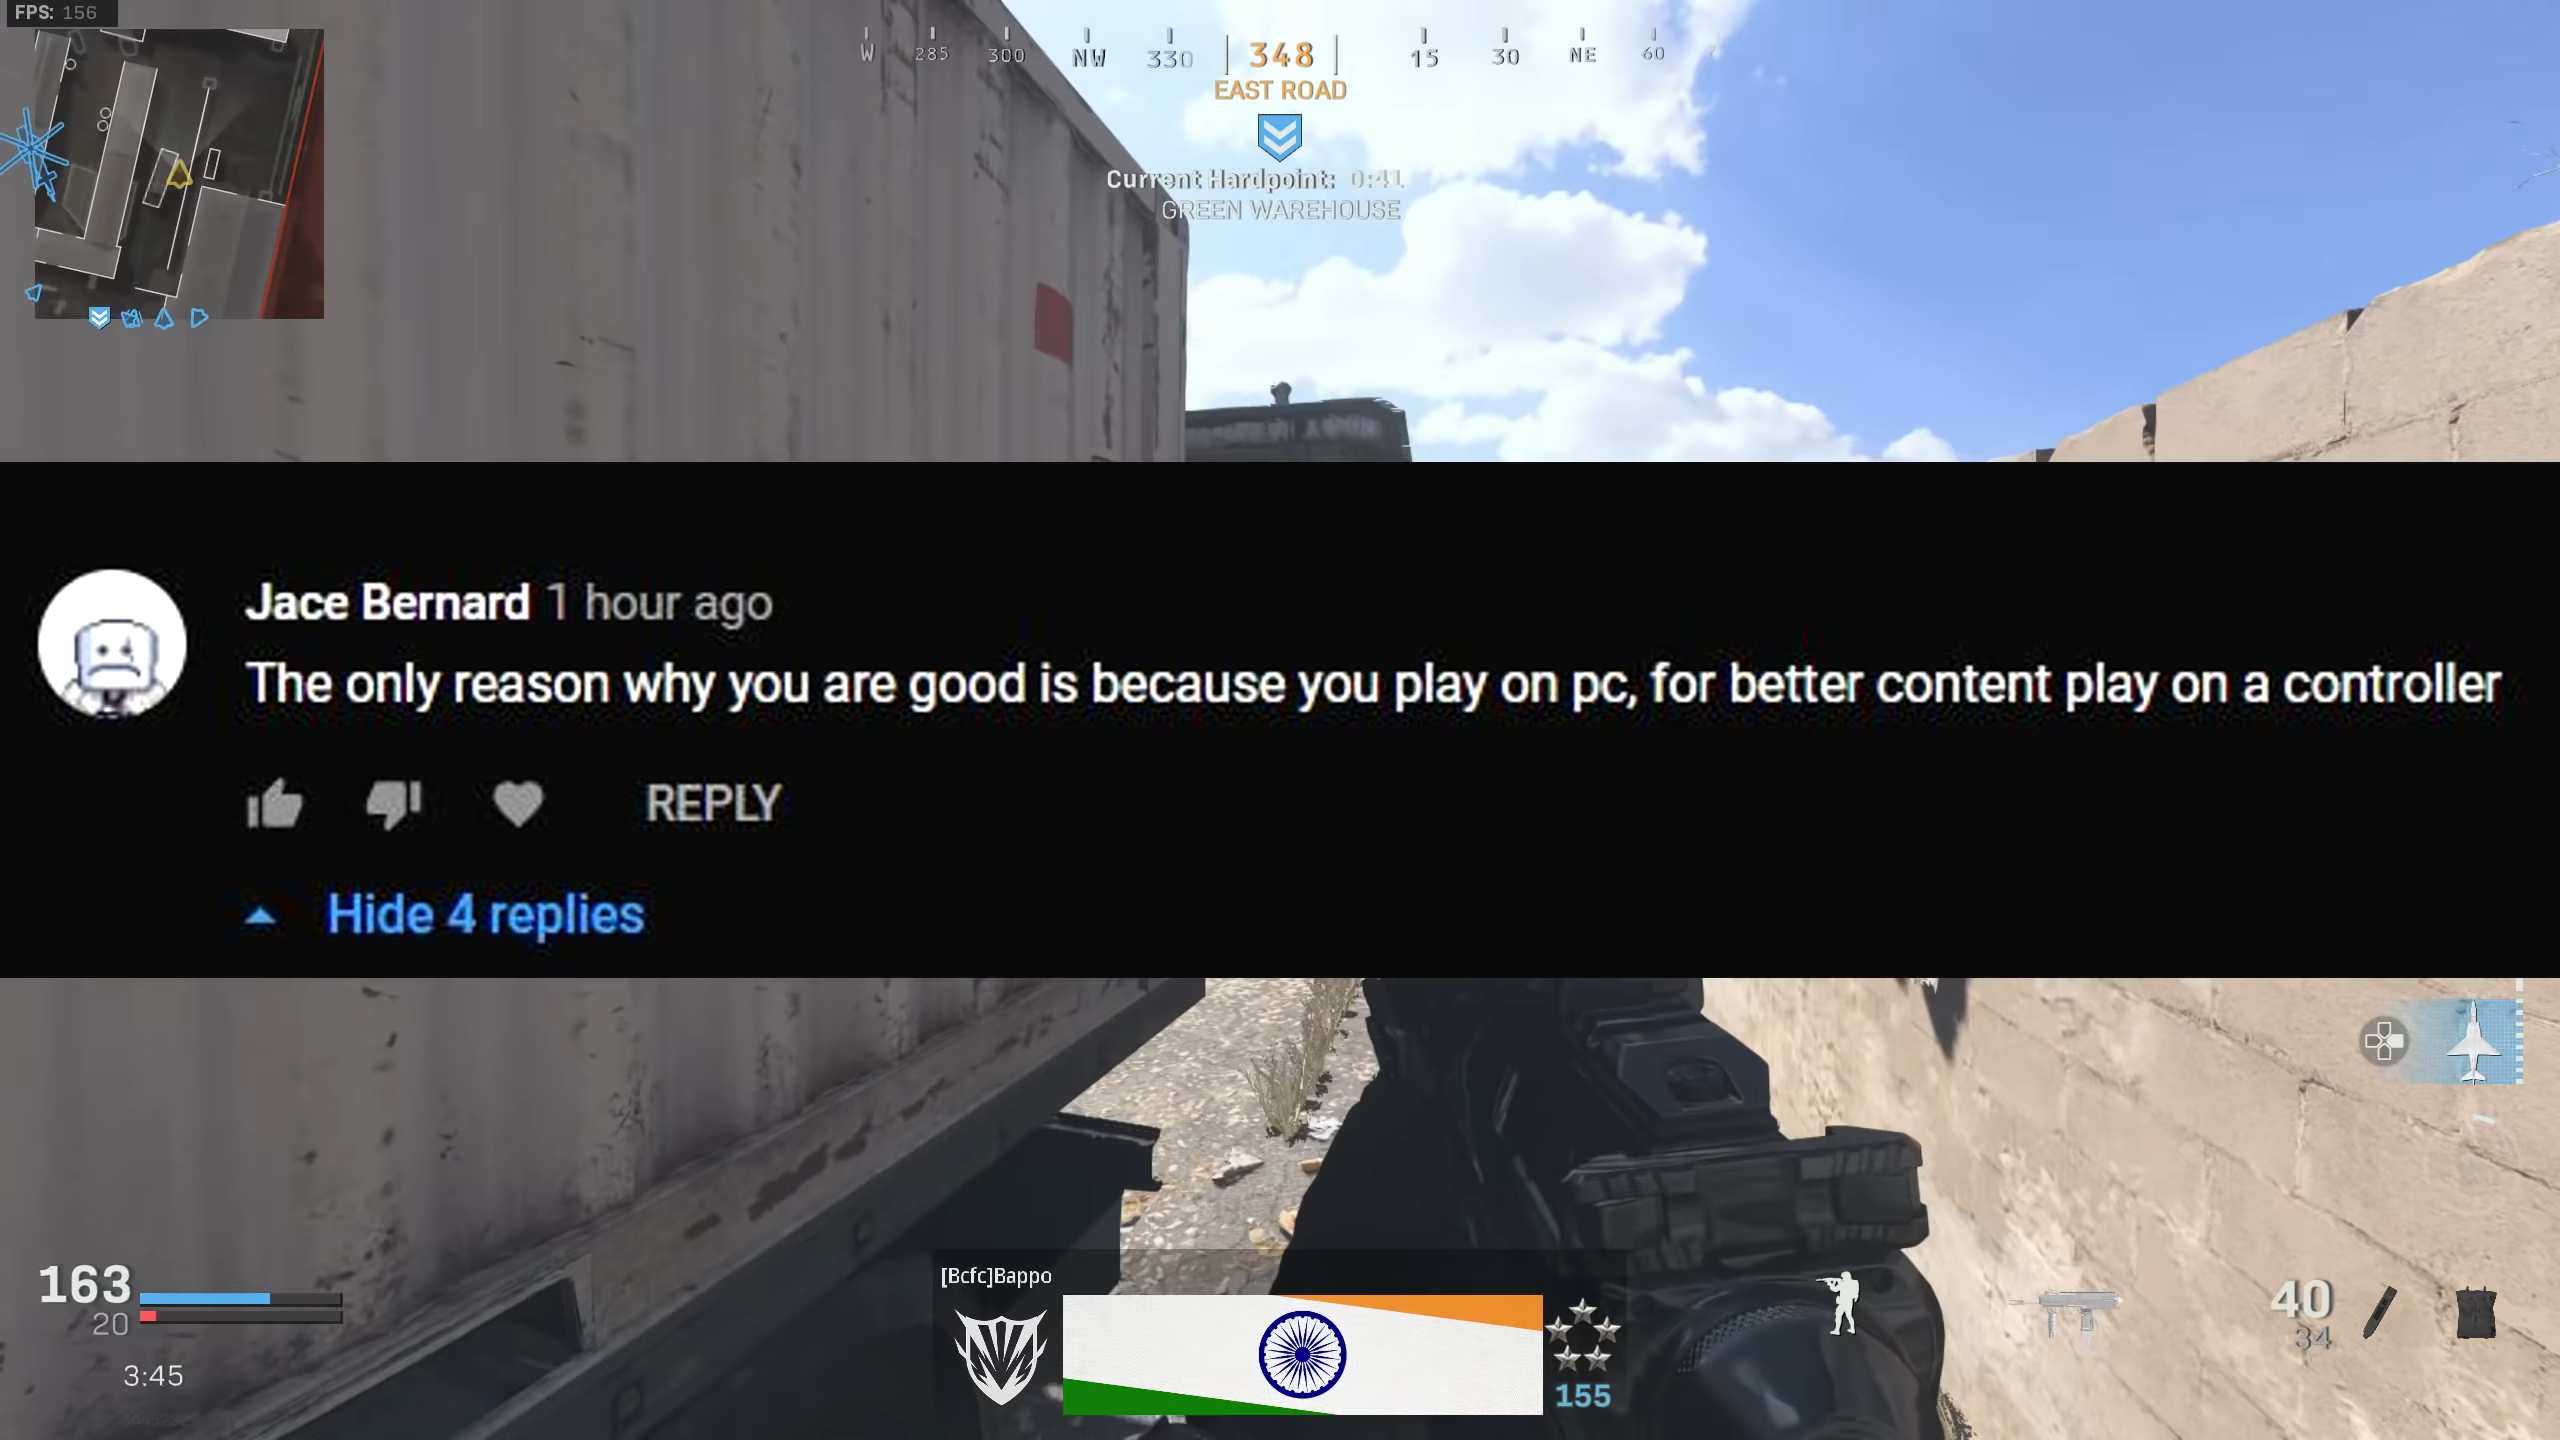 FPS: 156
W 285 300 NW 330 348 15 30 NE 60
EAST ROAD
Current Hardpoint: 0:41
GREEN WAREHOUSE
Jace Bernard 1 hour ago
The only reason why you are good is because you play on pc, for better content play on a controller
REPLY
Hide 4 replies
163
20
3:45
[Bcfc]Bappo
155
40
34